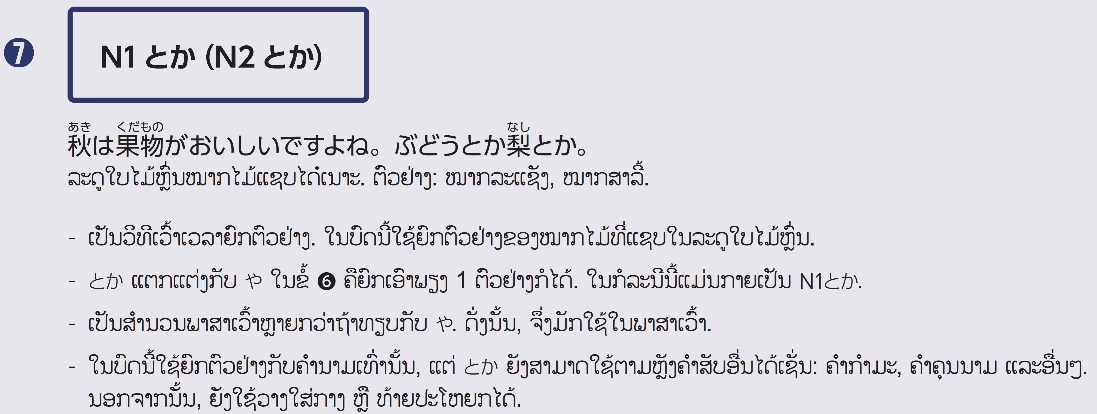 7 N1 とか (N2 とか)
あき くだもの なし
秋は果物がおいしいですよね。ぶどうとか梨とか。
ລະດູໃບໄມ້ຫຼົ່ນໝາກໄມ້ແຊບໄດ໋ເນາະ. ຕົວຢ່າງ: ໝາກລະແຊັງ, ໝາກສາລີ້.
- ເປັນວິທີເວົ້າເວລາຍົກຕົວຢ່າງ. ໃນບົດນີ້ໃຊ້ຍົກຕົວຢ່າງຂອງໝາກໄມ້ທີ່ແຊບໃນລະດູໃບໄມ້ຫຼົ່ນ.
- とか ແຕກແຕ່ງກັບ や ໃນຂໍ້ 6 ຄືຍົກເອົາພຽງ 1 ຕົວຢ່າງກໍໄດ້. ໃນກໍລະນີນີ້ແມ່ນກາຍເປັນ N1とか.
- ເປັນສຳນວນພາສາເວົ້າຫຼາຍກວ່າຖ້າທຽບກັບ や. ດັ່ງນັ້ນ, ຈຶ່ງມັກໃຊ້ໃນພາສາເວົ້າ.
- ໃນບົດນີ້ໃຊ້ຍົກຕົວຢ່າງກັບຄຳນາມເທົ່ານັ້ນ, ແຕ່ とか ຍັງສາມາດໃຊ້ຕາມຫຼັງຄຳສັບອື່ນໄດ້ເຊັ່ນ: ຄຳກຳມະ, ຄຳຄຸນນາມ ແລະອື່ນໆ.
ນອກຈາກນັ້ນ, ຍັງໃຊ້ວາງໃສ່ກາງ ຫຼື ທ້າຍປະໂຫຍກໄດ້.